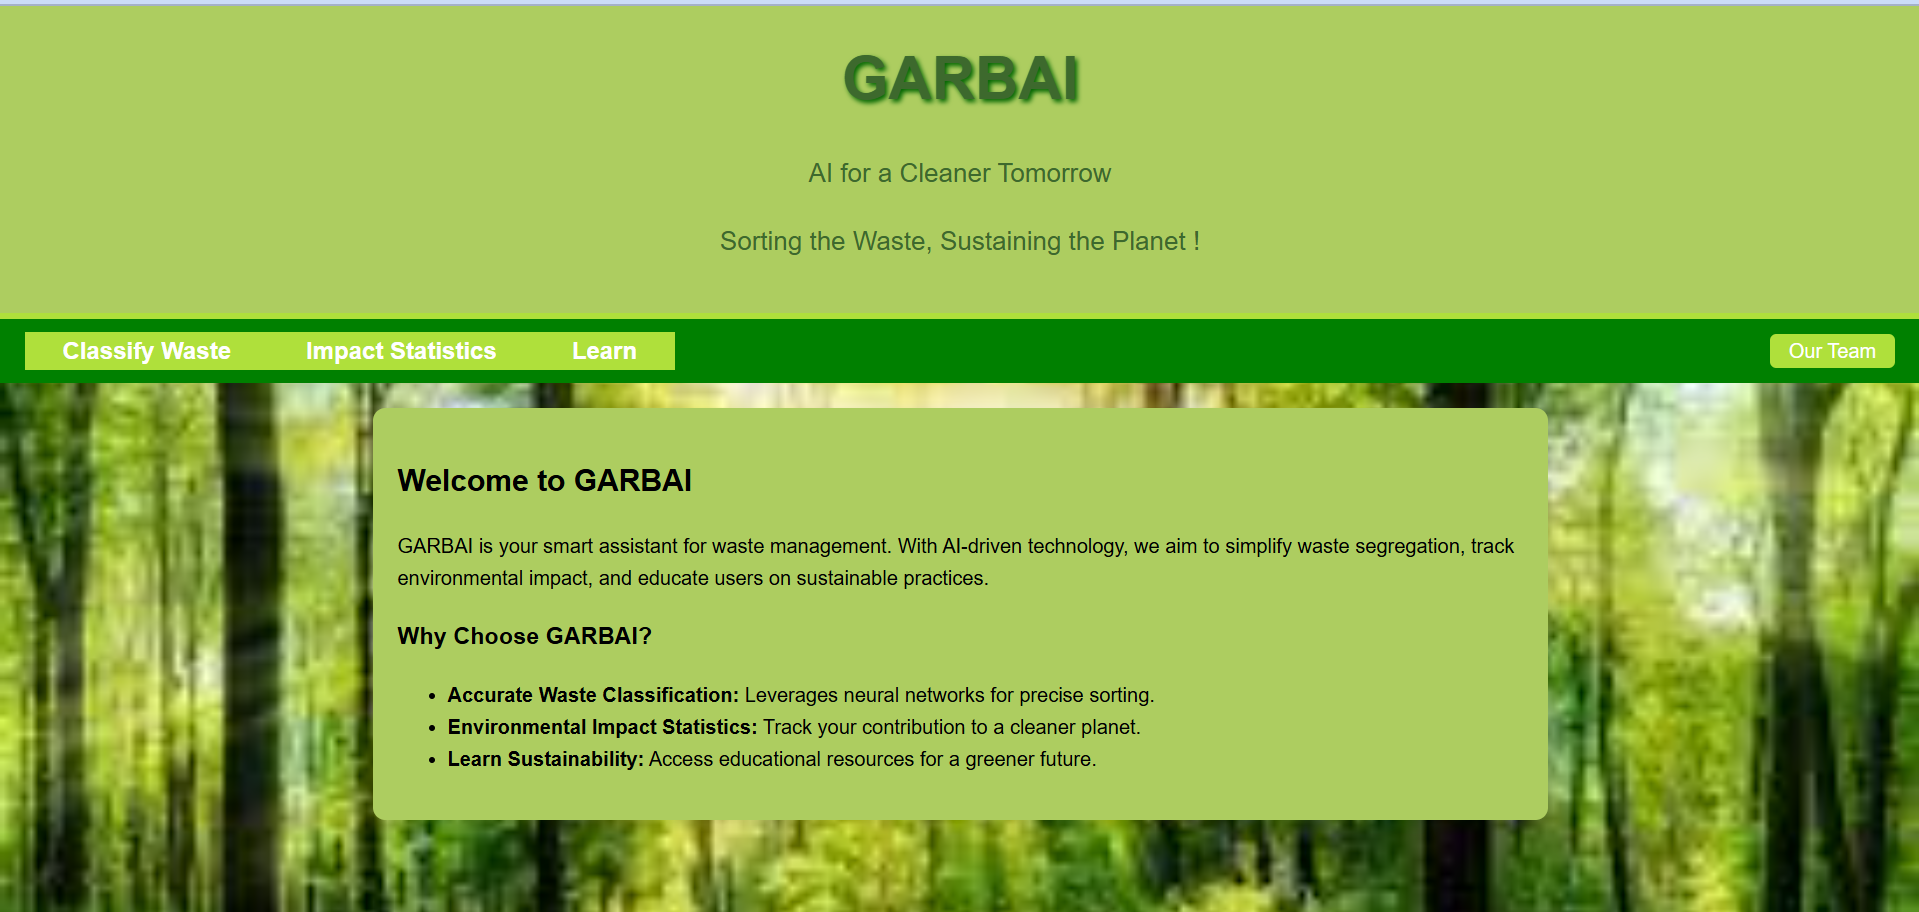 GARBAI
AI for a Cleaner Tomorrow
Sorting the Waste, Sustaining the Planet !
Classify Waste Impact Statistics Learn Our Team
Welcome to GARBAI
GARBAI is your smart assistant for waste management. With AI-driven technology, we aim to simplify waste segregation, track
environmental impact, and educate users on sustainable practices.
Why Choose GARBAI?
• Accurate Waste Classification: Leverages neural networks for precise sorting.
• Environmental Impact Statistics: Track your contribution to a cleaner planet.
• Learn Sustainability: Access educational resources for a greener future.